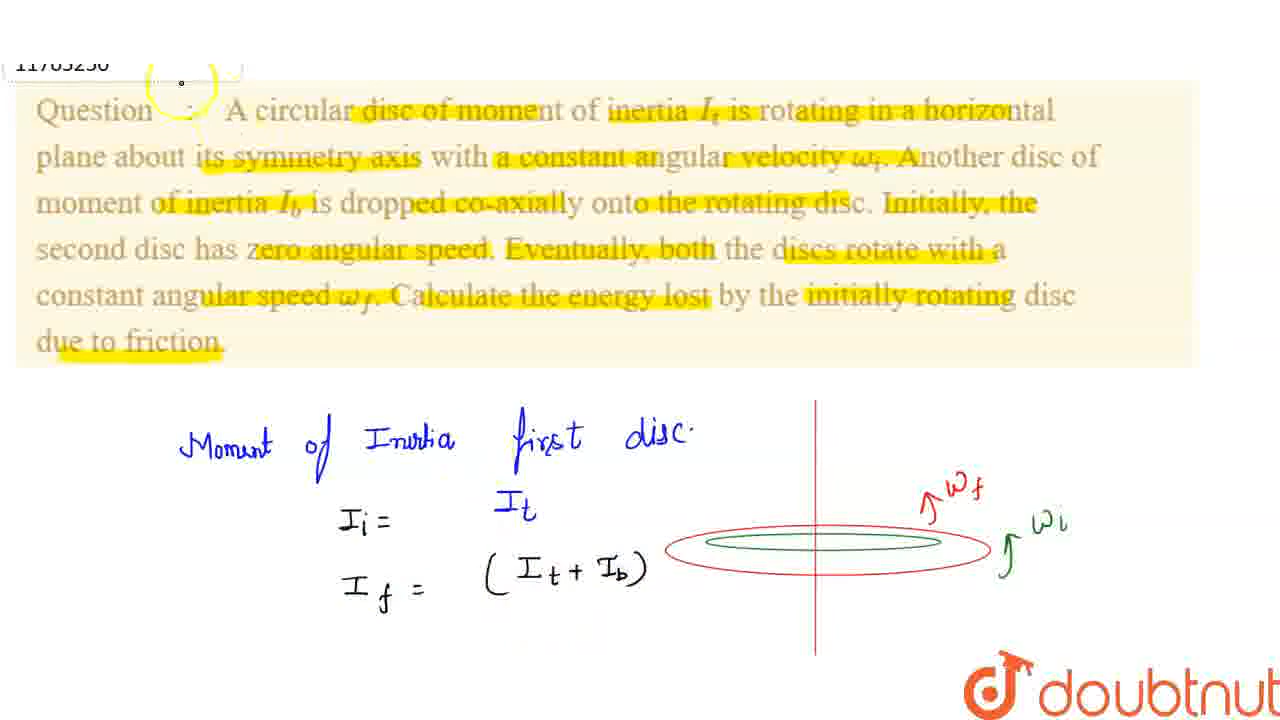 11765256
Question : A circular disc of moment of inertia I_t is rotating in a horizontal
plane about its symmetry axis with a constant angular velocity ω_i. Another disc of
moment of inertia I_b is dropped co-axially onto the rotating disc. Initially, the
second disc has zero angular speed. Eventually, both the discs rotate with a
constant angular speed ω_f. Calculate the energy lost by the initially rotating disc
due to friction.
Moment of Inertia first disc.
I_i = I_t
I_f = (I_t + I_b)
ω_f
ω_i
doubtnut